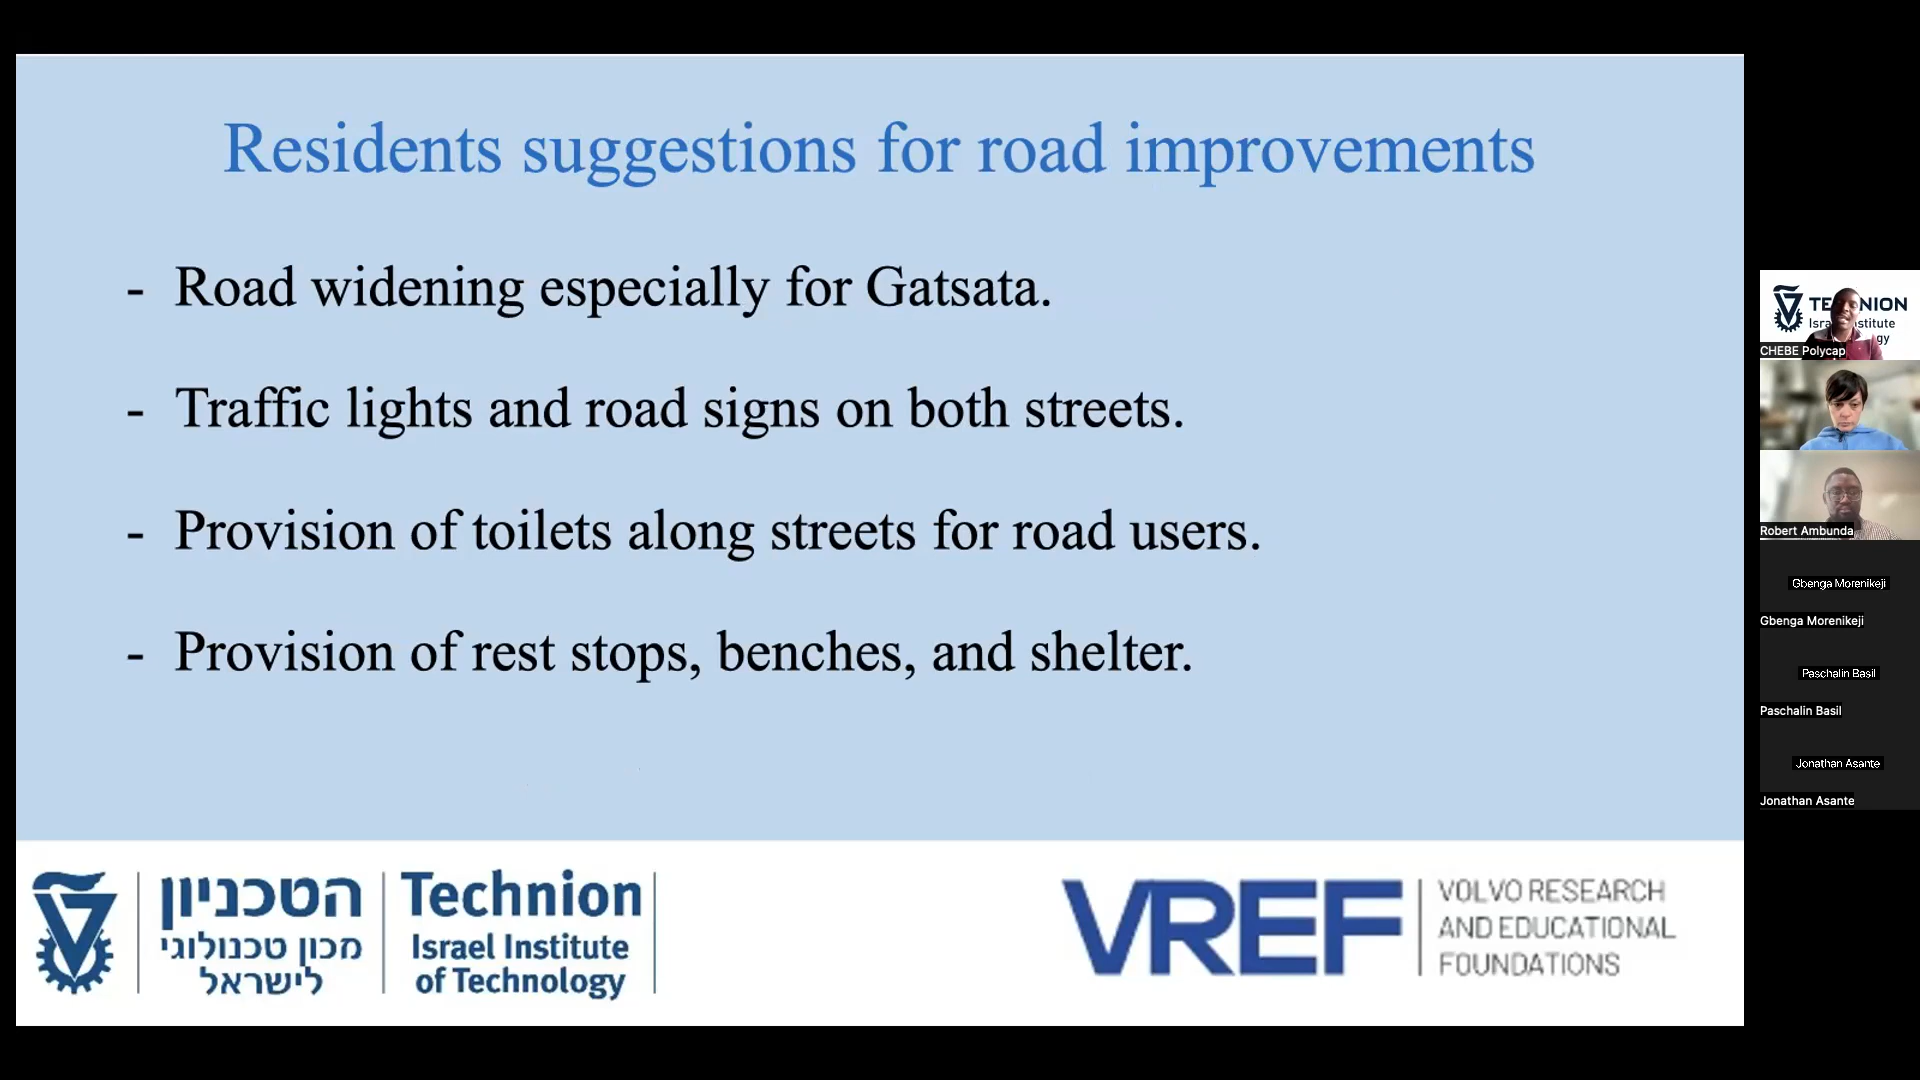 Residents suggestions for road improvements
- Road widening especially for Gatsata.
- Traffic lights and road signs on both streets.
- Provision of toilets along streets for road users.
- Provision of rest stops, benches, and shelter.
הטכניון
מכון טכנולוגי
לישראל
Technion
Israel Institute
of Technology
VREF
VOLVO RESEARCH
AND EDUCATIONAL
FOUNDATIONS
CHEBE Polycap
Robert Ambunda
Gbenga Morenikeji
Gbenga Morenikeji
Paschalin Basil
Paschalin Basil
Jonathan Asante
Jonathan Asante